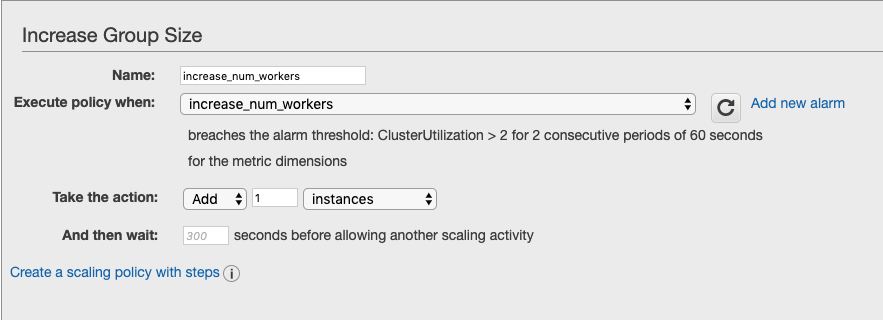 Increase Group Size
Name: increase_num_workers
Execute policy when: increase_num_workers Add new alarm
breaches the alarm threshold: ClusterUtilization > 2 for 2 consecutive periods of 60 seconds
for the metric dimensions
Take the action: Add 1 instances
And then wait: 300 seconds before allowing another scaling activity
Create a scaling policy with steps i